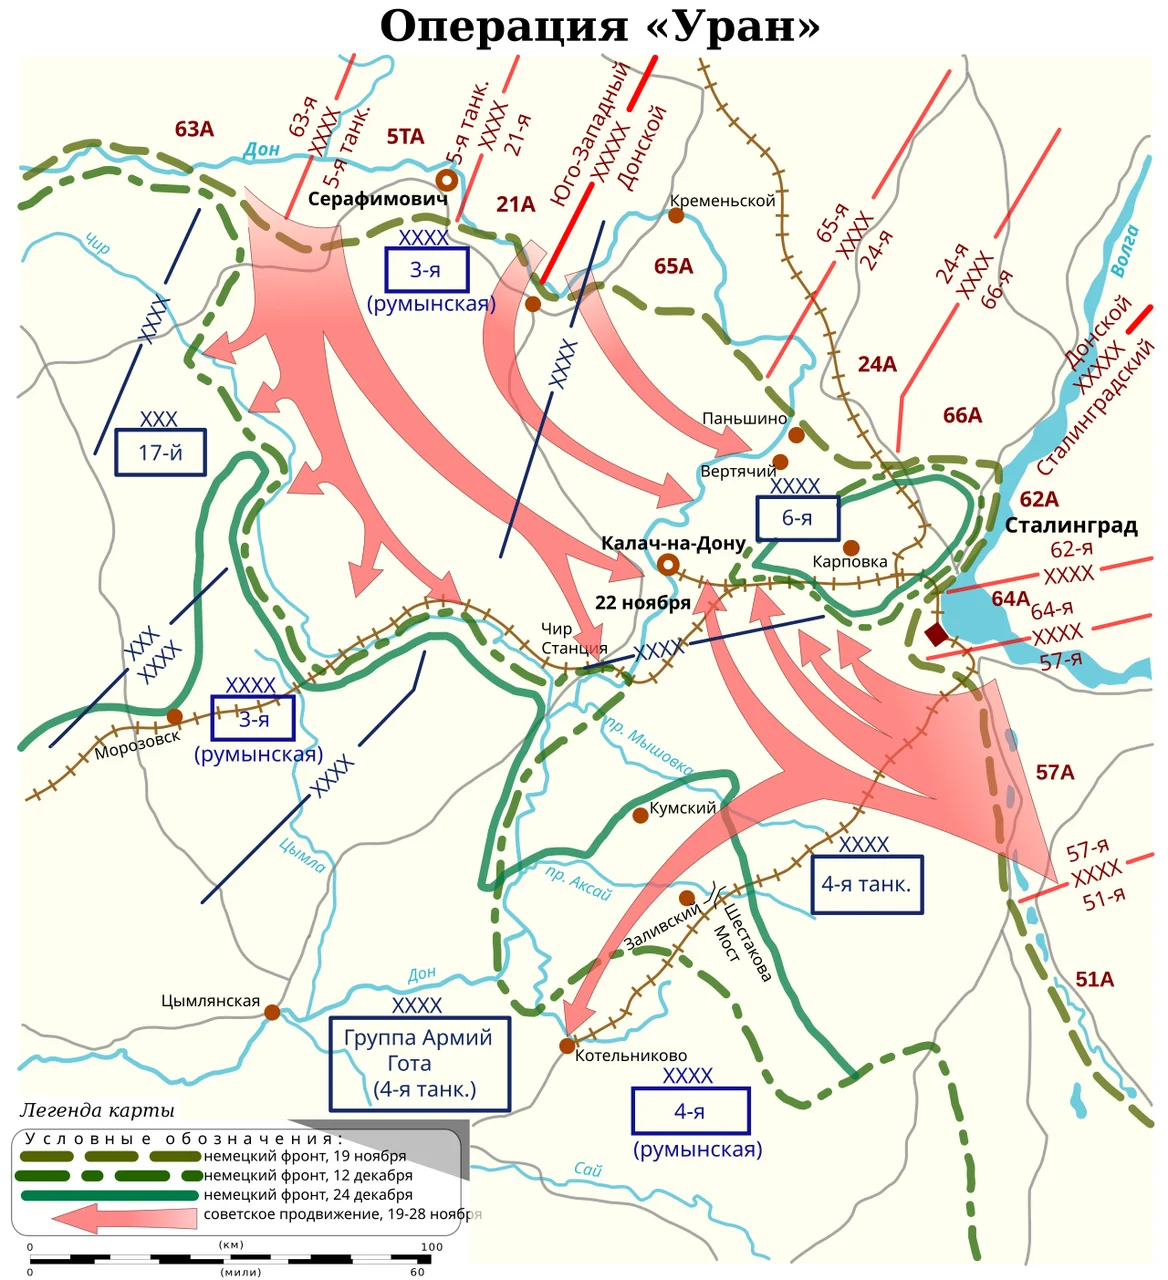 Операция «Уран»
63А
63-я
XXXX
5-я танк.
5ТА
5-я танк.
XXXX
21-я
Юго-Западный
XXXXX
Донской
Дон
Серафимович
21А
Кременьской
65-я
XXXX
24-я
24-я
XXXX
66-я
Волга
Чир
XXXX
3-я
(румынская)
65А
Донской
XXXXX
Сталинградский
XXXX
XXXX
24А
66А
XXX
17-й
Паньшино
Вертячий
XXXX
6-я
62А
Сталинград
Калач-на-Дону
Карповка
62-я
XXXX
22 ноября
64А
64-я
XXXX
57-я
Чир
Станция
XXXX
XXX
XXXX
XXXX
3-я
(румынская)
Морозовск
пр. Мышовка
XXXX
57А
Кумский
Цымла
XXXX
4-я танк.
57-я
XXXX
51-я
пр. Аксай
Заливский
Шестакова
Мост
51А
Дон
Цымлянская
XXXX
Группа Армий
Гота
(4-я танк.)
Котельниково
XXXX
4-я
(румынская)
Сай
Легенда карты
Условные обозначения:
немецкий фронт, 19 ноября
немецкий фронт, 12 декабря
немецкий фронт, 24 декабря
советское продвижение, 19-28 ноября
0 (км) 100
0 (мили) 60